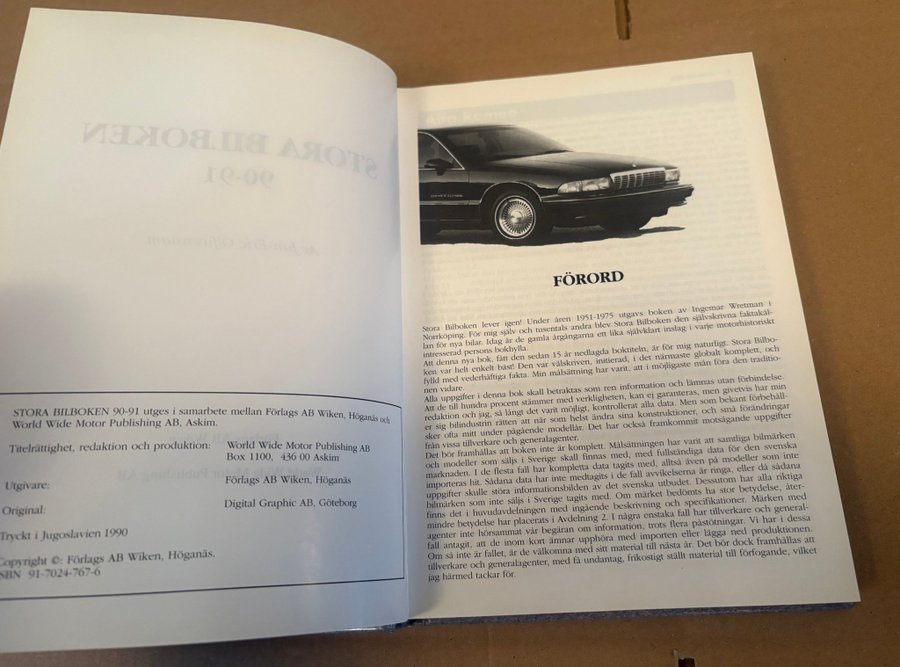 STORA BILBOKEN
90-91
STORA BILBOKEN 90-91 utges i samarbete mellan Förlags AB Wiken, Höganäs och
World Wide Motor Publishing AB, Askim.
Titelrättighet, redaktion och produktion: World Wide Motor Publishing AB
Box 1100, 436 00 Askim
Utgivare: Förlags AB Wiken, Höganäs
Original: Digital Graphic AB, Göteborg
Tryckt i Jugoslavien 1990
Copyright ©: Förlags AB Wiken, Höganäs.
SBN 91-7024-767-6
FÖRORD
Stora Bilboken lever igen! Under åren 1951-1975 utgavs boken av Ingemar Wretman i
Norrköping. För mig själv och tusentals andra blev Stora Bilboken den självskrivna faktakäl-
lan för nya bilar. Idag är de gamla årgångarna ett lika självklart inslag i varje motorhistoriskt
intresserad persons bokhylla.
Att denna nya bok, fått den sedan 15 år nedlagda boktiteln, är för mig naturligt. Stora Bilbo-
ken var helt enkelt bäst! Den var välskriven, initierad, i det närmaste globalt komplett, och
fylld med vederhäftiga fakta. Min målsättning har varit, att i möjligaste mån föra den traditio-
nen vidare.
Alla uppgifter i denna bok skall betraktas som ren information och lämnas utan förbindelse.
Att de till hundra procent stämmer med verkligheten, kan ej garanteras, men givetvis har min
redaktion och jag, så långt det varit möjligt, kontrollerat alla data. Men som bekant förbehåll-
er sig bilindustrin rätten att när som helst ändra sina konstruktioner, och små förändringar
sker ofta mitt under pågående modellår. Det har också framkommit motsägande uppgifter
från vissa tillverkare och generalagenter.
Det bör framhållas att boken inte är komplett. Målsättningen har varit att samtliga bilmärken
och modeller som säljs i Sverige skall finnas med, med fullständiga data för den svenska
marknaden. I de flesta fall har kompletta data tagits med, alltså även på modeller som inte
importeras hit. Sådana data har inte medtagits i de fall avvikelserna är ringa, eller då sådana
uppgifter skulle störa informationsbilden av det svenska utbudet. Dessutom har alla riktiga
bilmärken som inte säljs i Sverige tagits med. Om märket bedömts ha stor betydelse, åter-
finns det i huvudavdelningen med ingående beskrivning och specifikationer. Märken med
mindre betydelse har placerats i Avdelning 2. I några enstaka fall har tillverkare och general-
agenter inte hörsammat vår begäran om information, trots flera påstötningar. Vi har i dessa
fall antagit, att de inom kort ämnar upphöra med importen eller lägga ned produktionen.
Om så inte är fallet, är de välkomna med sitt material till nästa år. Det bör dock framhållas att
tillverkare och generalagenter, med få undantag, frikostigt ställt material till förfogande, vilket
jag härmed tackar för.